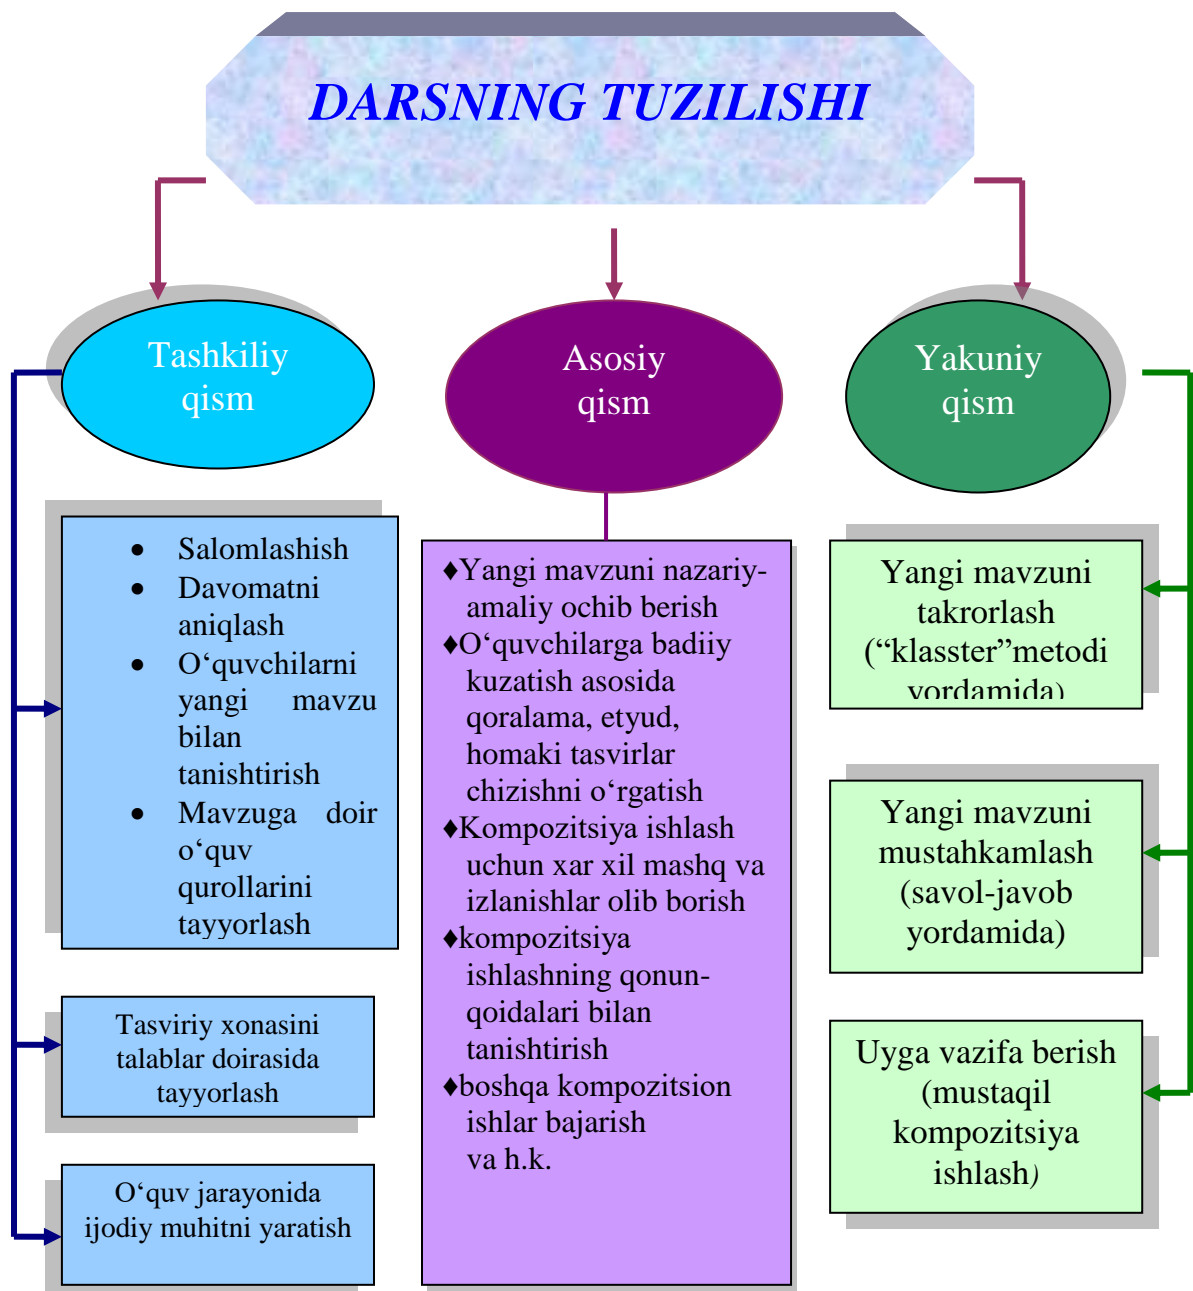 DARSNING TUZILISHI
Tashkiliy
qism
Asosiy
qism
Yakuniy
qism
• Salomlashish
• Davomatni
aniqlash
• O‘quvchilarni
yangi mavzu
bilan
tanishtirish
• Mavzuga doir
o‘quv
qurollarini
tayyorlash
Tasviriy xonasini
talablar doirasida
tayyorlash
O‘quv jarayonida
ijodiy muhitni yaratish
♦Yangi mavzuni nazariy-
amaliy ochib berish
♦O‘quvchilarga badiiy
kuzatish asosida
qoralama, etyud,
homaki tasvirlar
chizishni o‘rgatish
♦Kompozitsiya ishlash
uchun xar xil mashq va
izlanishlar olib borish
♦kompozitsiya
ishlashning qonun-
qoidalari bilan
tanishtirish
♦boshqa kompozitsion
ishlar bajarish
va h.k.
Yangi mavzuni
takrorlash
(“klasster”metodi
yordamida)
Yangi mavzuni
mustahkamlash
(savol-javob
yordamida)
Uyga vazifa berish
(mustaqil
kompozitsiya
ishlash)